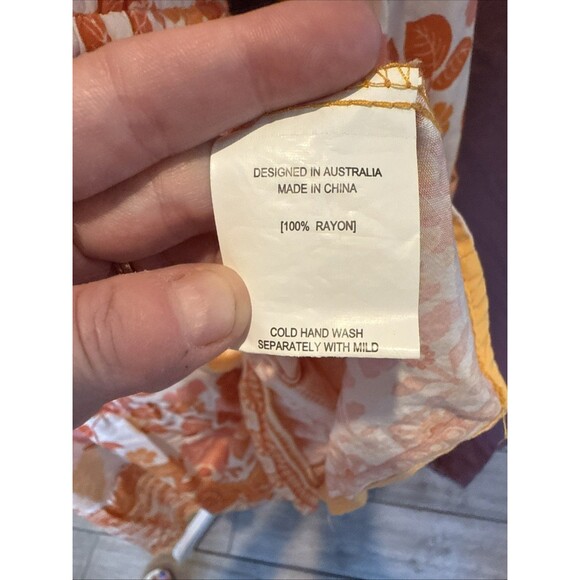 DESIGNED IN AUSTRALIA
MADE IN CHINA
[100% RAYON]
COLD HAND WASH
SEPARATELY WITH MILD